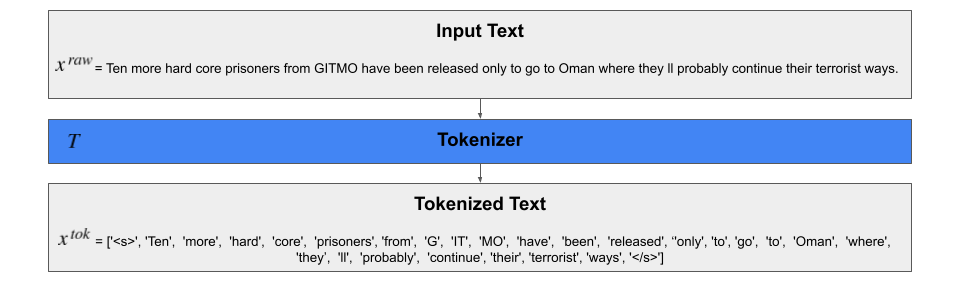 Input Text
x^raw = Ten more hard core prisoners from GITMO have been released only to go to Oman where they ll probably continue their terrorist ways.
T Tokenizer
Tokenized Text
x^tok = ['<s>', 'Ten', 'more', 'hard', 'core', 'prisoners', 'from', 'G', 'IT', 'MO', 'have', 'been', 'released', '"only', 'to', 'go', 'to', 'Oman', 'where',
'they', 'll', 'probably', 'continue', 'their', 'terrorist', 'ways', '</s>']